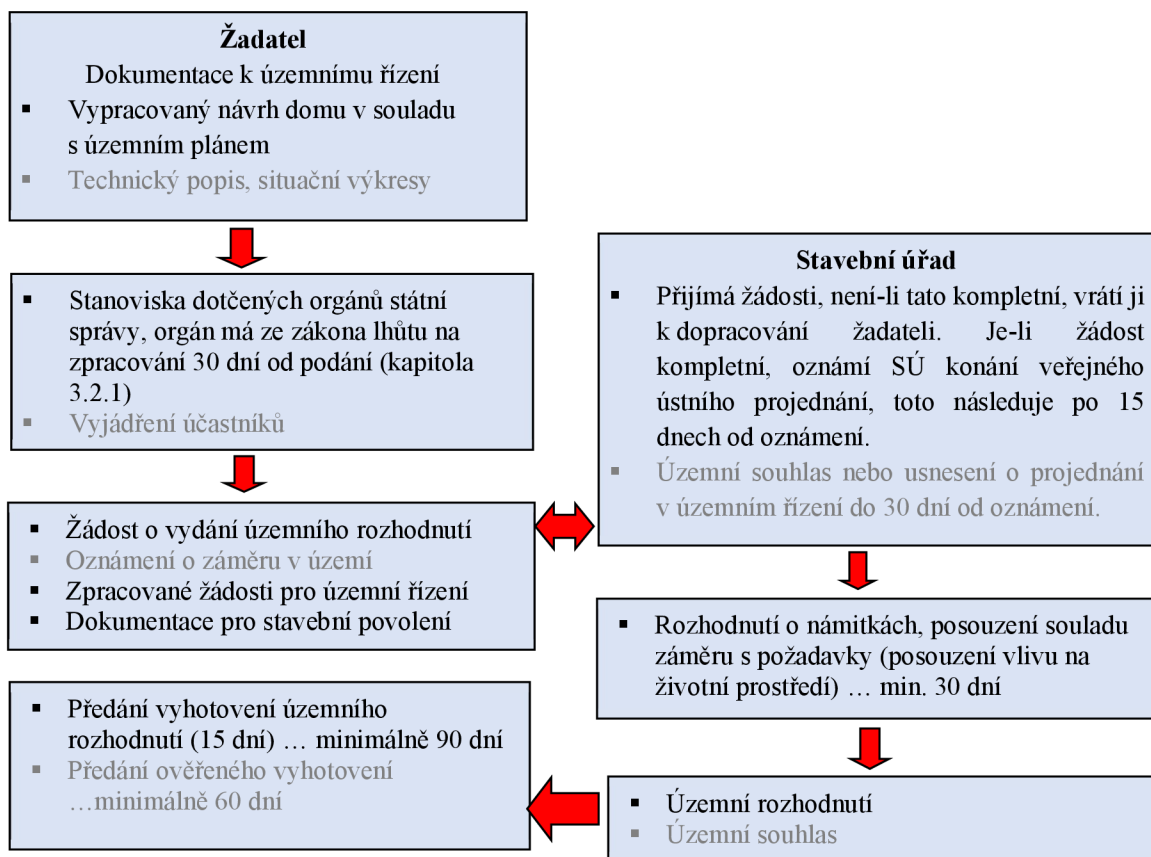 Žadatel
Dokumentace k územnímu řízení
▪ Vypracovaný návrh domu v souladu
s územním plánem
▪ Technický popis, situační výkresy
▪ Stanoviska dotčených orgánů státní
správy, orgán má ze zákona lhůtu na
zpracování 30 dní od podání (kapitola
3.2.1)
▪ Vyjádření účastníků
▪ Žádost o vydání územního rozhodnutí
▪ Oznámení o záměru v území
▪ Zpracované žádosti pro územní řízení
▪ Dokumentace pro stavební povolení
Stavební úřad
▪ Přijímá žádosti, není-li tato kompletní, vrátí ji
k dopracování žadateli. Je-li žádost
kompletní, oznámí SÚ konání veřejného
ústního projednání, toto následuje po 15
dnech od oznámení.
▪ Územní souhlas nebo usnesení o projednání
v územním řízení do 30 dní od oznámení.
▪ Rozhodnutí o námitkách, posouzení souladu
záměru s požadavky (posouzení vlivu na
životní prostředí) … min. 30 dní
▪ Územní rozhodnutí
▪ Územní souhlas
▪ Předání vyhotovení územního
rozhodnutí (15 dní) … minimálně 90 dní
▪ Předání ověřeného vyhotovení
…minimálně 60 dní